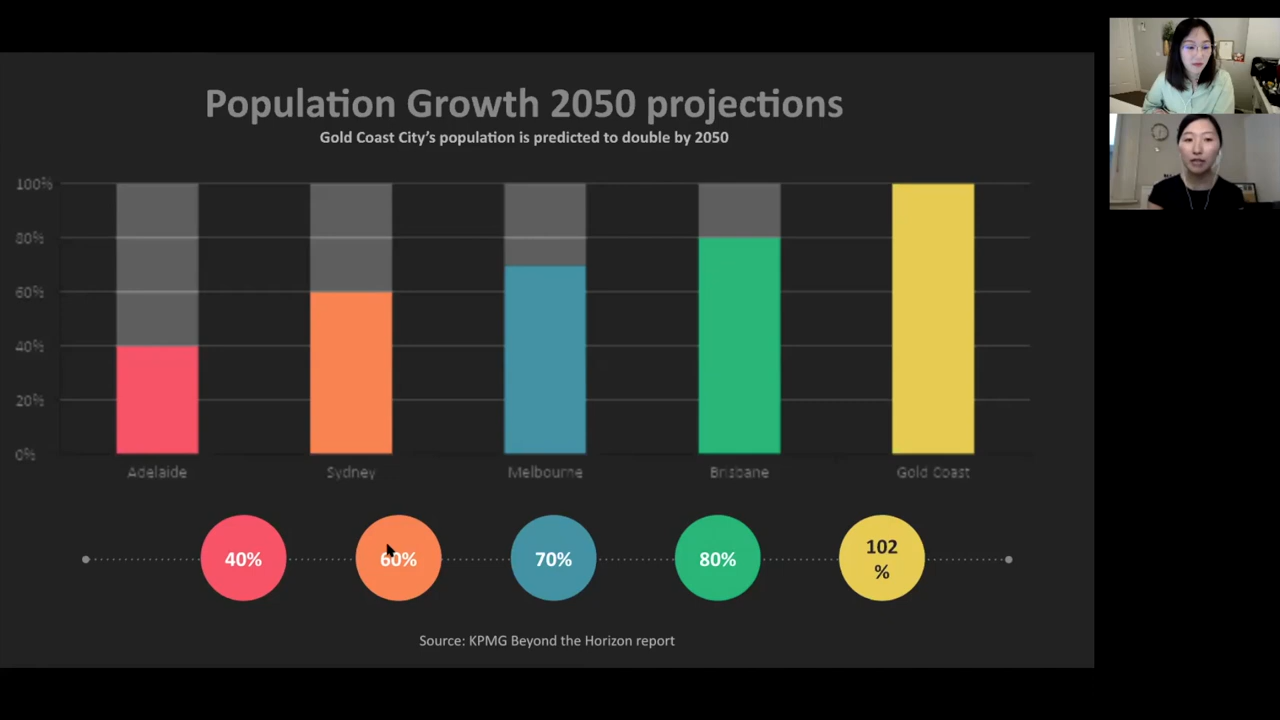 Population Growth 2050 projections
Gold Coast City's population is predicted to double by 2050
100%
80%
60%
40%
20%
0%
Adelaide
Sydney
Melbourne
Brisbane
Gold Coast
40%
60%
70%
80%
102
%
Source: KPMG Beyond the Horizon report